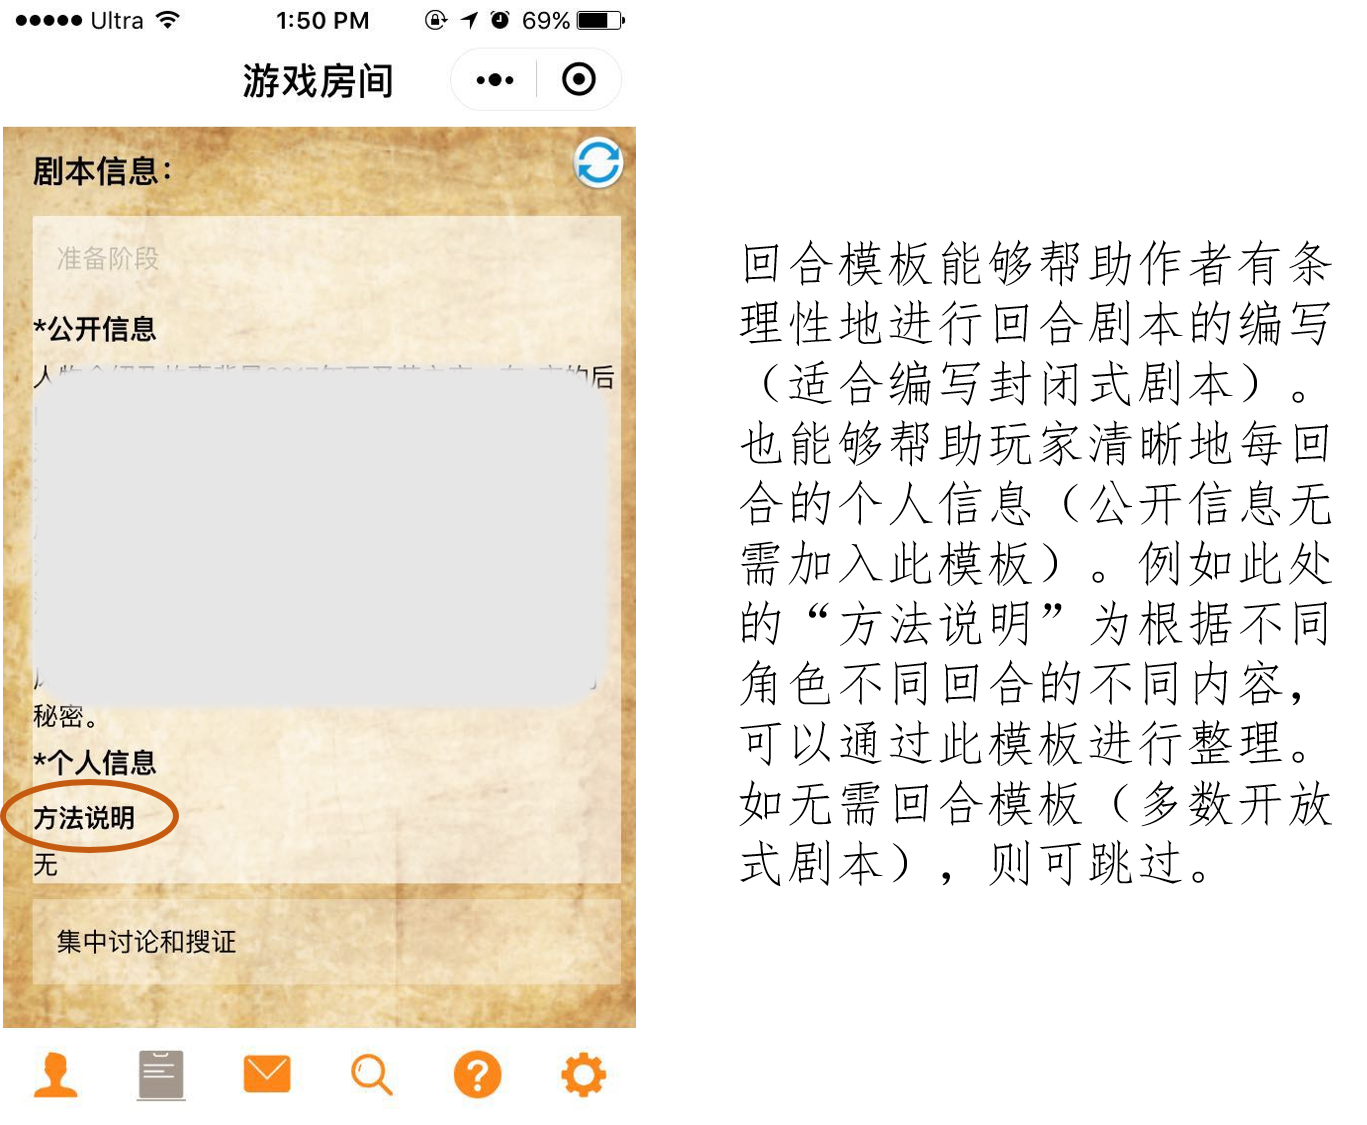 Ultra 1:50 PM 69%
游戏房间
剧本信息：
准备阶段
*公开信息
秘密。
*个人信息
方法说明
无
集中讨论和搜证
回合模板能够帮助作者有条
理性地进行回合剧本的编写
（适合编写封闭式剧本）。
也能够帮助玩家清晰地每回
合的个人信息（公开信息无
需加入此模板）。例如此处
的“方法说明”为根据不同
角色不同回合的不同内容，
可以通过此模板进行整理。
如无需回合模板（多数开放
式剧本），则可跳过。